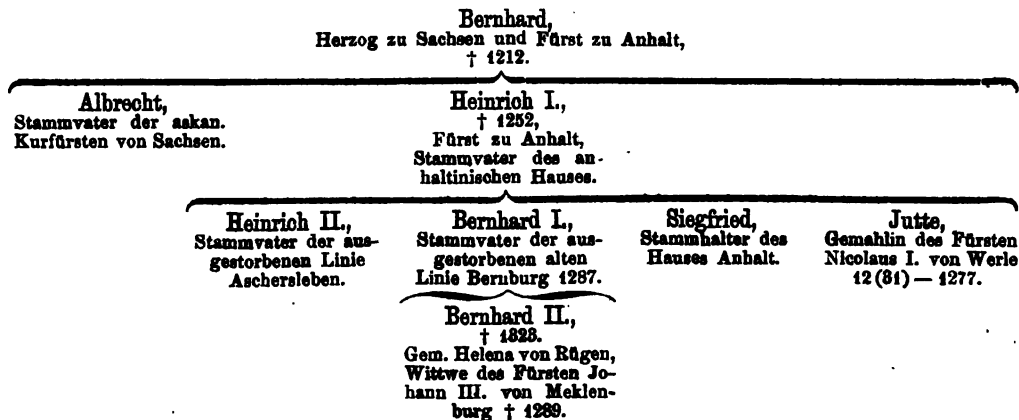 Bernhard,
Herzog zu Sachsen und Fürst zu Anhalt,
† 1212.
Albrecht,
Stammvater der askan.
Kurfürsten von Sachsen.
Heinrich I.,
† 1252,
Fürst zu Anhalt,
Stammvater des an-
haltinischen Hauses.
Heinrich II.,
Stammvater der aus-
gestorbenen Linie
Aschersleben.
Bernhard I.,
Stammvater der aus-
gestorbenen alten
Linie Bernburg 1287.
Siegfried,
Stammhalter des
Hauses Anhalt.
Jutte,
Gemahlin des Fürsten
Nicolaus I. von Werle
12(31) — 1277.
Bernhard II.,
† 1323.
Gem. Helena von Rügen,
Wittwe des Fürsten Jo-
hann III. von Meklen-
burg † 1289.